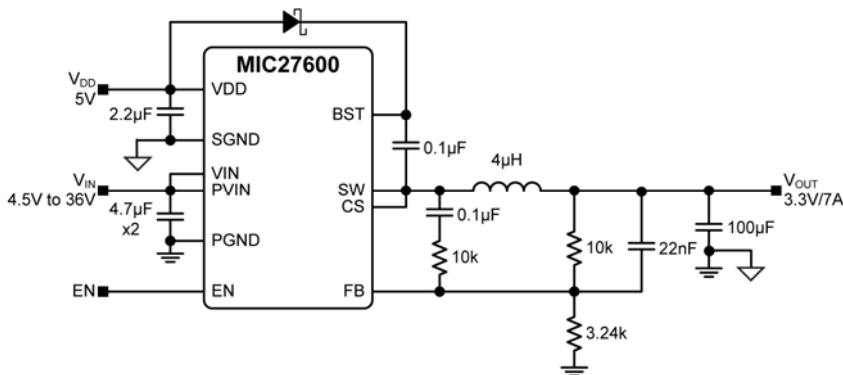 MIC27600
VDD
5V
VDD
2.2µF
BST
SGND
0.1µF
4µH
VIN
4.5V to 36V
VIN
PVIN
SW
CS
VOUT
3.3V/7A
4.7µF
x2
0.1µF
100µF
PGND
10k
10k
22nF
EN
EN
FB
3.24k